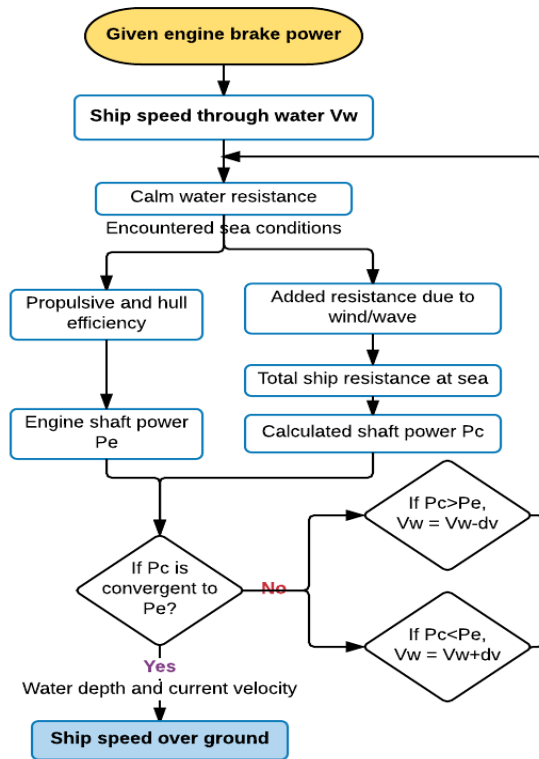 Given engine brake power
Ship speed through water Vw
Calm water resistance
Encountered sea conditions
Propulsive and hull
efficiency
Added resistance due to
wind/wave
Total ship resistance at sea
Engine shaft power
Pe
Calculated shaft power Pc
If Pc>Pe,
Vw = Vw-dv
If Pc is
convergent to
Pe?
No
If Pc<Pe,
Vw = Vw+dv
Yes
Water depth and current velocity
Ship speed over ground